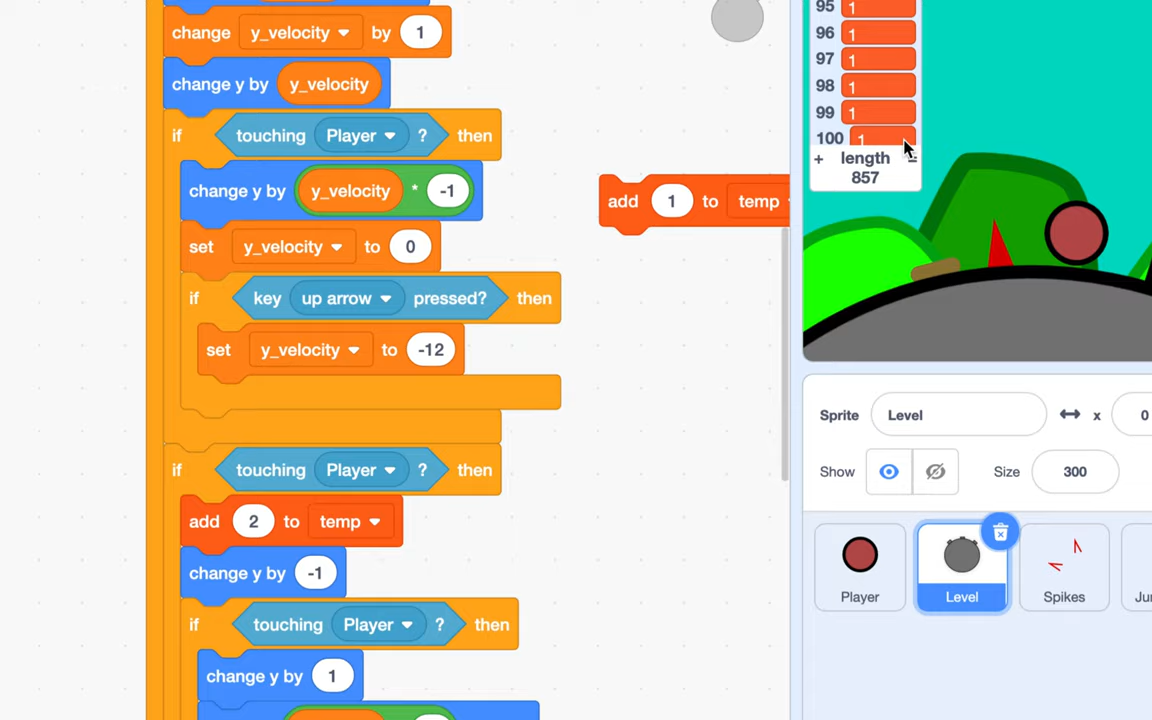 change y_velocity by 1
change y by y_velocity
if touching Player ? then
change y by y_velocity * -1
set y_velocity to 0
if key up arrow pressed? then
set y_velocity to -12
if touching Player ? then
add 2 to temp
change y by -1
if touching Player ? then
change y by 1
add 1 to temp
95 1
96 1
97 1
98 1
99 1
100 1
+ length =
857
Sprite Level x 0
Show Size 300
Player Level Spikes